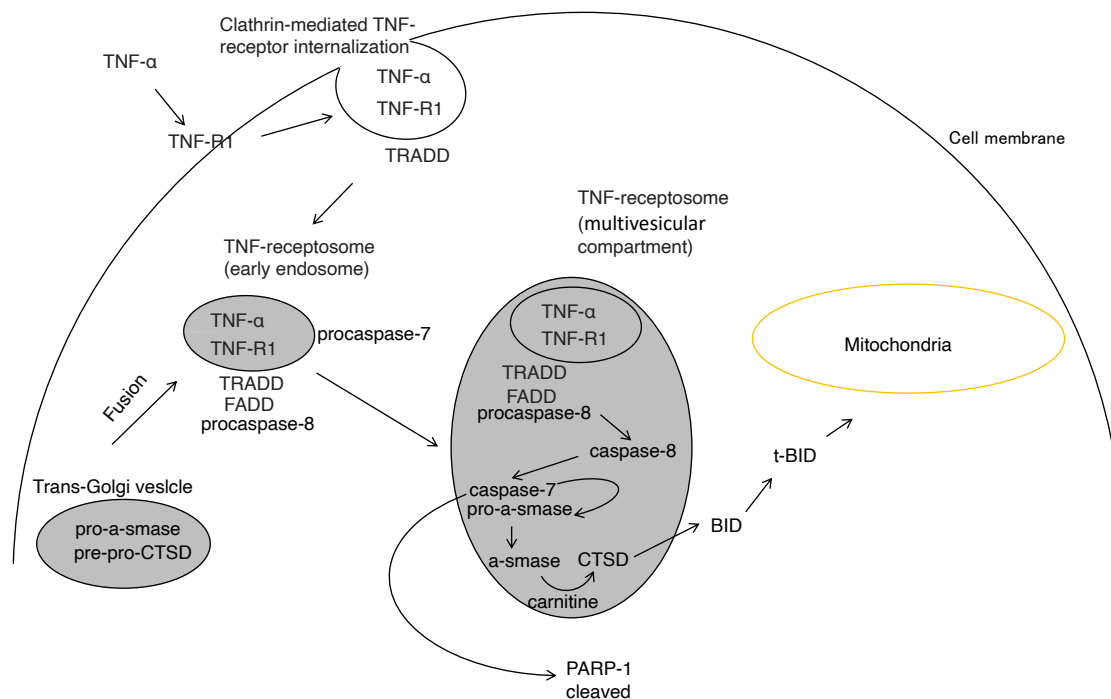 Clathrin-mediated TNF-
receptor internalization
TNF-α
TNF-α
TNF-R1
TNF-R1
TRADD
Cell membrane
TNF-receptosome
(multivesicular
compartment)
TNF-receptosome
(early endosome)
TNF-α
TNF-R1
procaspase-7
TRADD
FADD
procaspase-8
Fusion
Trans-Golgi veslcle
pro-a-smase
pre-pro-CTSD
TNF-α
TNF-R1
TRADD
FADD
procaspase-8
caspase-8
caspase-7
pro-a-smase
a-smase
CTSD
carnitine
BID
t-BID
Mitochondria
PARP-1
cleaved